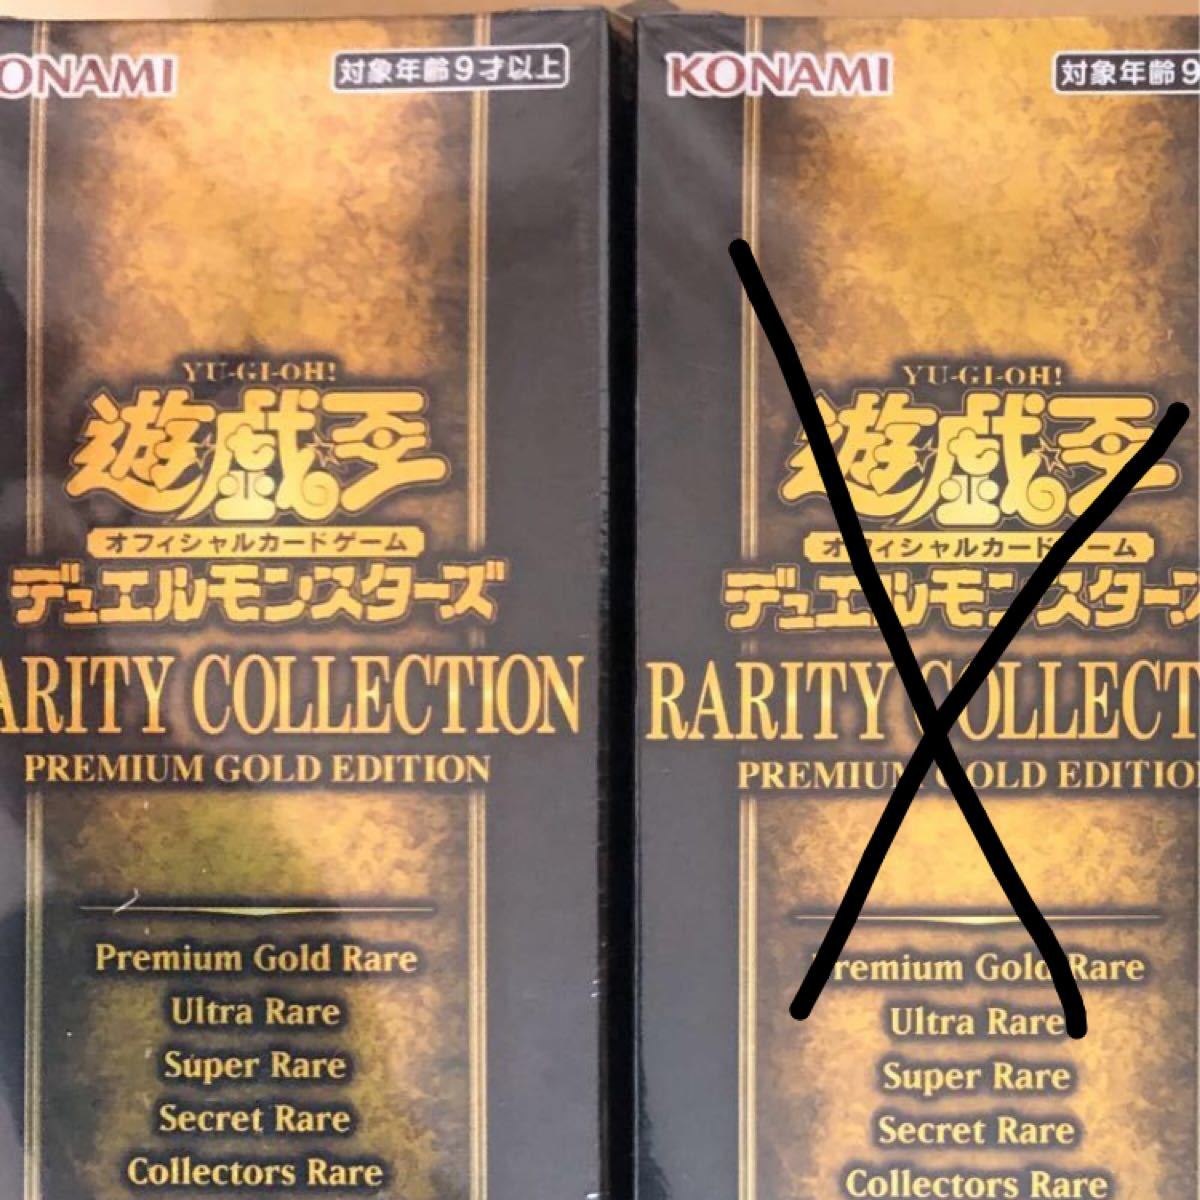 ONAMI
対象年齢9才以上
YU-GI-OH!
遊戯王
オフィシャルカードゲーム
デュエルモンスターズ
ARITY COLLECTION
PREMIUM GOLD EDITION
Premium Gold Rare
Ultra Rare
Super Rare
Secret Rare
Collectors Rare
KONAMI
対象年齢9
YU-GI-OH!
遊戯王
オフィシャルカードゲーム
デュエルモンスターズ
RARITY COLLECT
PREMIUM GOLD EDITIO
Premium Gold Rare
Ultra Rare
Super Rare
Secret Rare
Collectors Rare